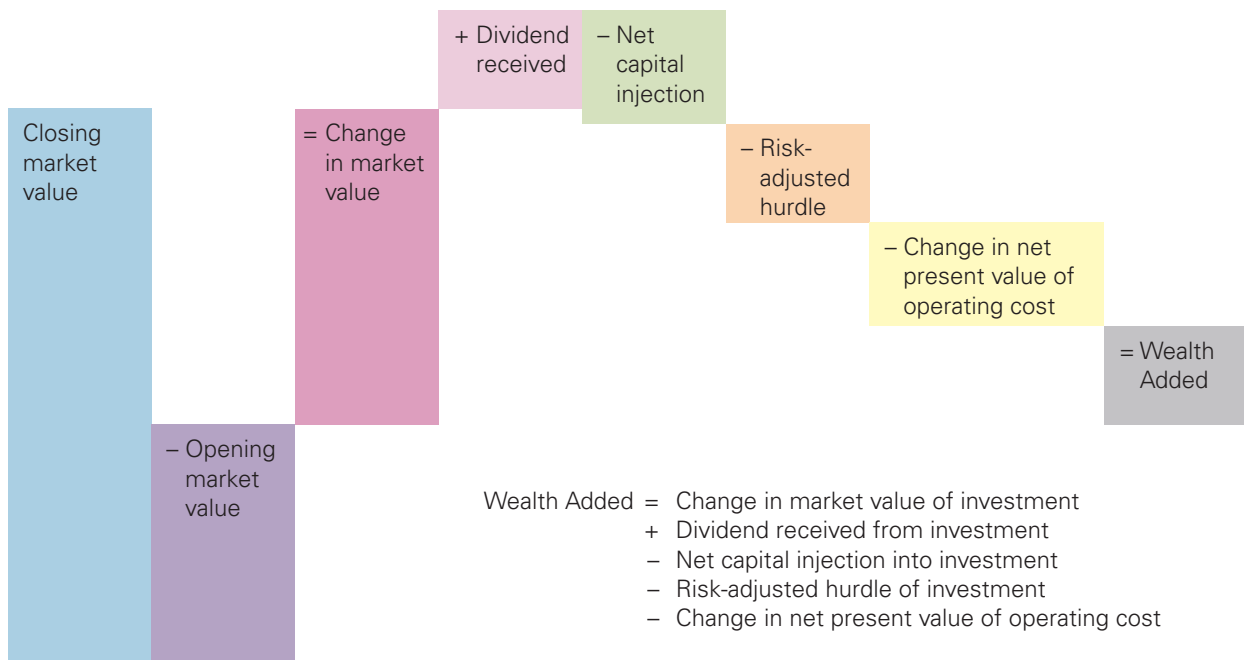 Closing
market
value
– Opening
market
value
= Change
in market
value
+ Dividend
received
– Net
capital
injection
– Risk-
adjusted
hurdle
– Change in net
present value of
operating cost
= Wealth
Added
Wealth Added = Change in market value of investment
+ Dividend received from investment
– Net capital injection into investment
– Risk-adjusted hurdle of investment
– Change in net present value of operating cost